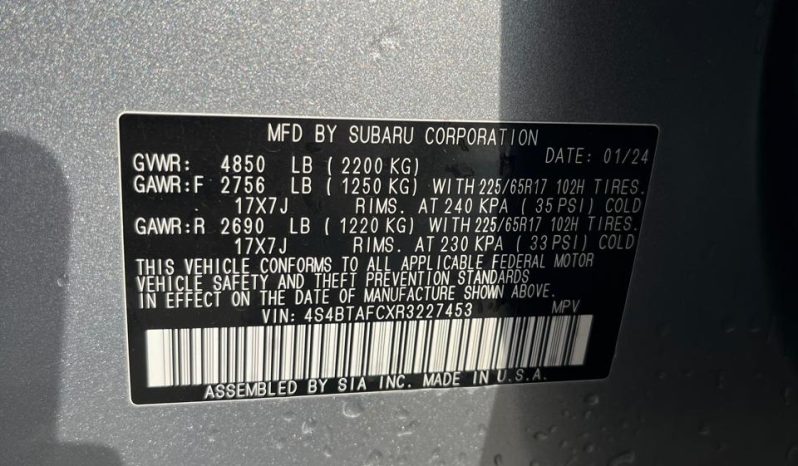 MFD BY SUBARU CORPORATION
GVWR: 4850 LB ( 2200 KG) DATE: 01/24
GAWR:F 2756 LB ( 1250 KG) WITH 225/65R17 102H TIRES.
17X7J RIMS. AT 240 KPA ( 35 PSI) COLD
GAWR:R 2690 LB ( 1220 KG) WITH 225/65R17 102H TIRES.
17X7J RIMS. AT 230 KPA ( 33 PSI) COLD
THIS VEHICLE CONFORMS TO ALL APPLICABLE FEDERAL MOTOR
VEHICLE SAFETY AND THEFT PREVENTION STANDARDS
IN EFFECT ON THE DATE OF MANUFACTURE SHOWN ABOVE.
VIN: 4S4BTAFCXR3227453 MPV
ASSEMBLED BY SIA INC. MADE IN U.S.A.